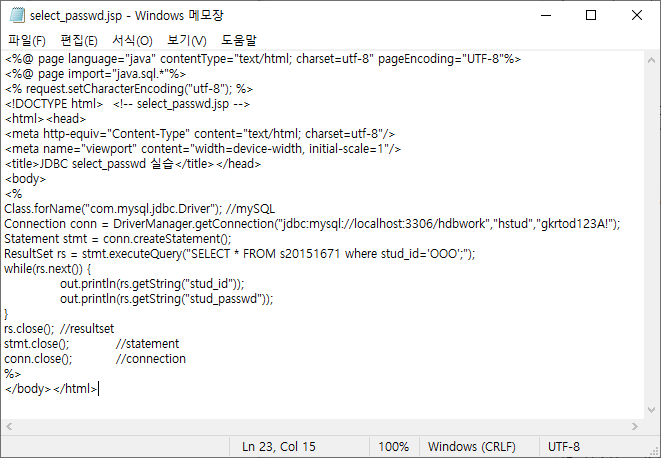 select_passwd.jsp - Windows 메모장
파일(F) 편집(E) 서식(O) 보기(V) 도움말
<%@ page language="java" contentType="text/html; charset=utf-8" pageEncoding="UTF-8"%>
<%@ page import="java.sql.*"%>
<% request.setCharacterEncoding("utf-8"); %>
<!DOCTYPE html> <!-- select_passwd.jsp -->
<html><head>
<meta http-equiv="Content-Type" content="text/html; charset=utf-8"/>
<meta name="viewport" content="width=device-width, initial-scale=1"/>
<title>JDBC select_passwd 실습</title></head>
<body>
<%
Class.forName("com.mysql.jdbc.Driver"); //mySQL
Connection conn = DriverManager.getConnection("jdbc:mysql://localhost:3306/hdbwork","hstud","gkrtod123A!");
Statement stmt = conn.createStatement();
ResultSet rs = stmt.executeQuery("SELECT * FROM s20151671 where stud_id='OOO';");
while(rs.next()) {
out.println(rs.getString("stud_id"));
out.println(rs.getString("stud_passwd"));
}
rs.close(); //resultset
stmt.close(); //statement
conn.close(); //connection
%>
</body></html>
Ln 23, Col 15 100% Windows (CRLF) UTF-8